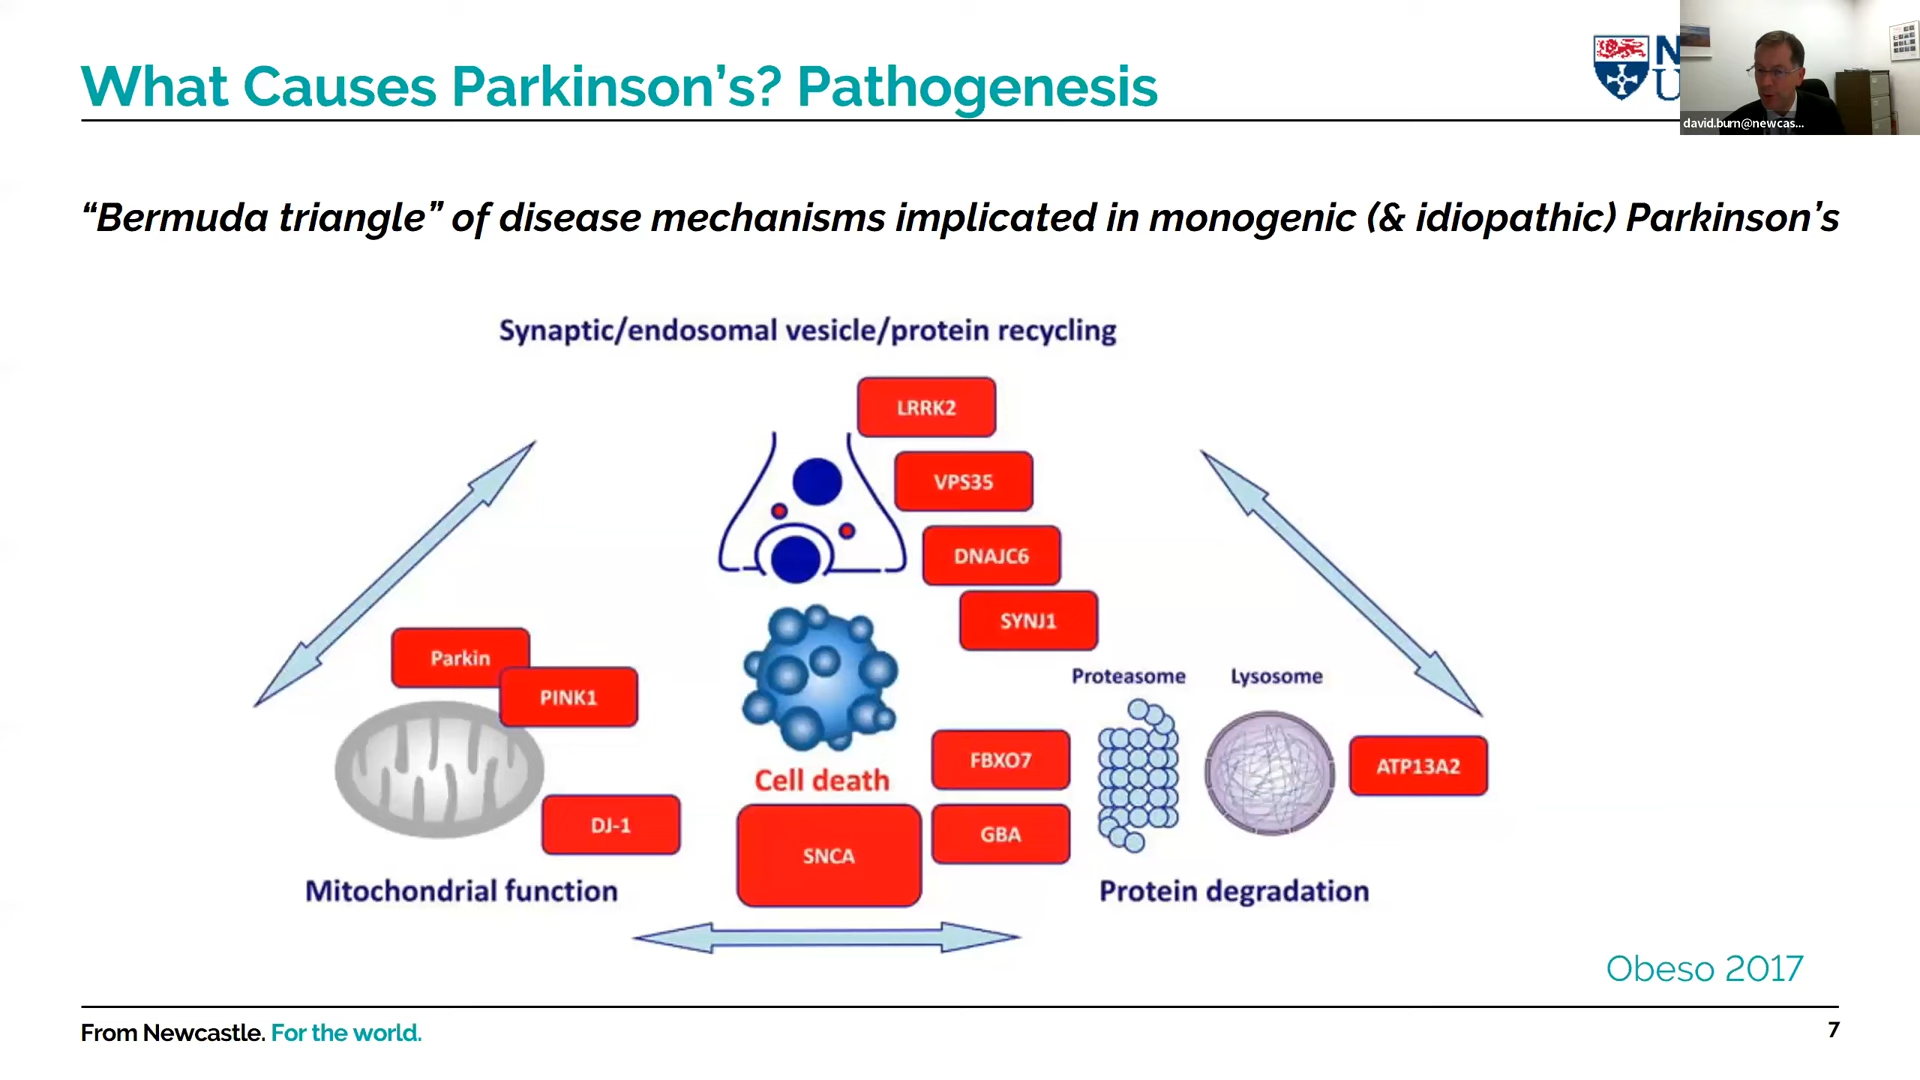 What Causes Parkinson's? Pathogenesis
N
U
david.burn@newcas...
“Bermuda triangle” of disease mechanisms implicated in monogenic (& idiopathic) Parkinson's
Synaptic/endosomal vesicle/protein recycling
LRRK2
VPS35
DNAJC6
SYNJ1
Parkin
PINK1
Proteasome
Lysosome
FBXO7
ATP13A2
Cell death
DJ-1
GBA
SNCA
Mitochondrial function
Protein degradation
Obeso 2017
From Newcastle. For the world.
7